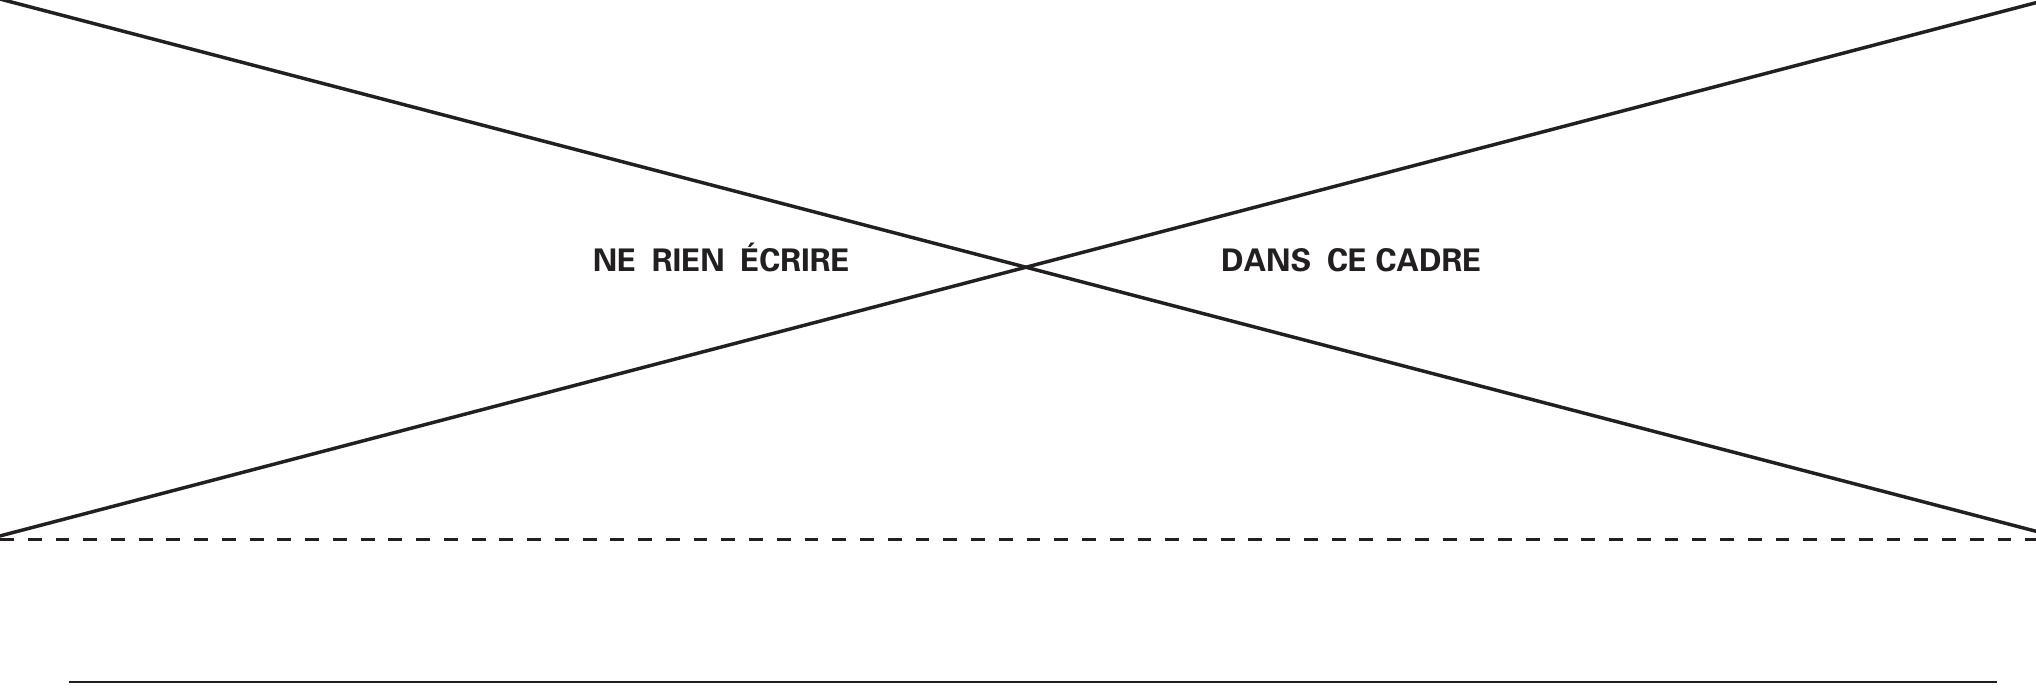 NE RIEN ÉCRIRE DANS CE CADRE